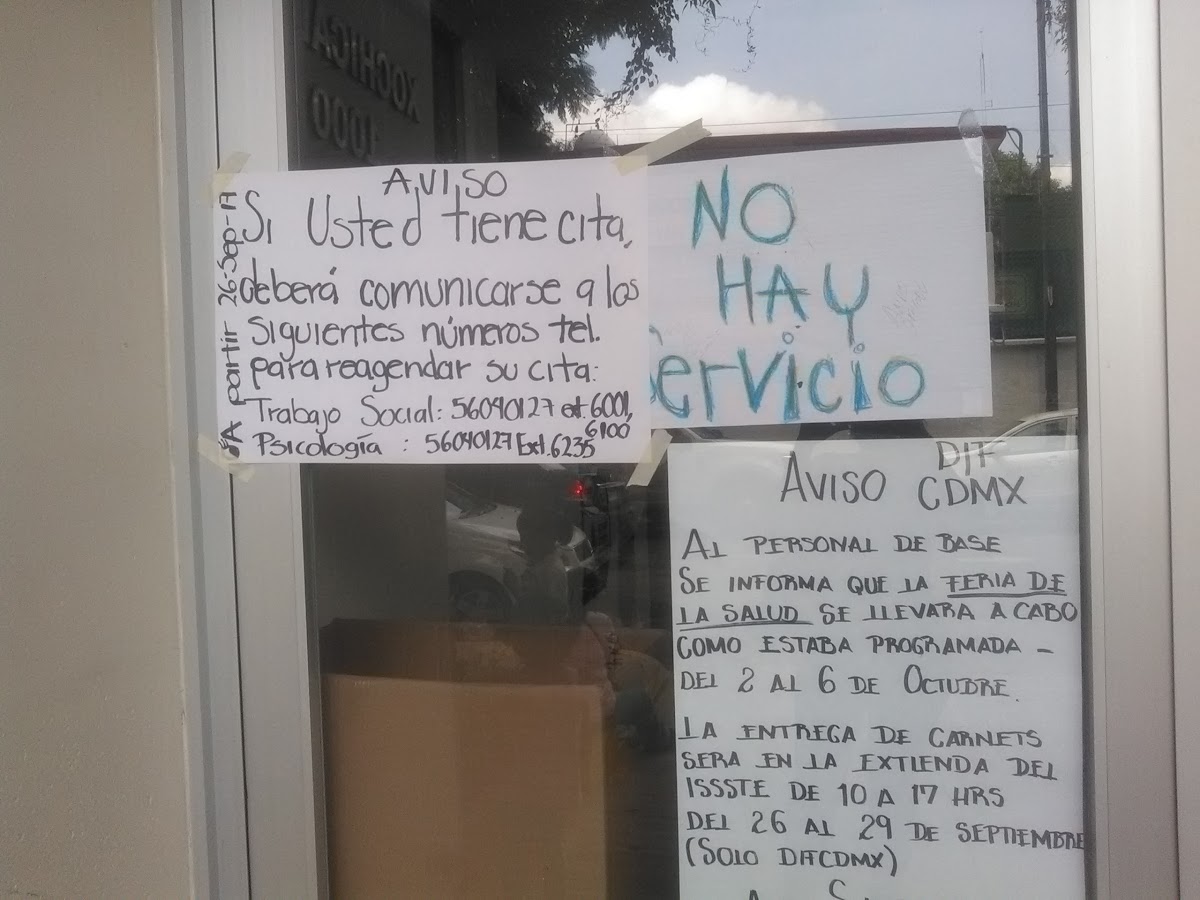 AVISO
Si Usted tiene cita,
deberá comunicarse a los
siguientes números tel.
para reagendar su cita:
Trabajo Social: 56040127 ext. 6001,
6100
Psicología : 56040127 Ext. 6235
A partir 26-Sep-17
NO
HAY
Servicio
DIF
AVISO CDMX
AL PERSONAL DE BASE
SE INFORMA QUE LA FERIA DE
LA SALUD SE LLEVARA A CABO
COMO ESTABA PROGRAMADA -
DEL 2 AL 6 DE OCTUBRE.
LA ENTREGA DE CARNETS
SERA EN LA EXTIENDA DEL
ISSSTE DE 10 A 17 HRS
DEL 26 AL 29 DE SEPTIEMBRE
(SOLO DIFCDMX)